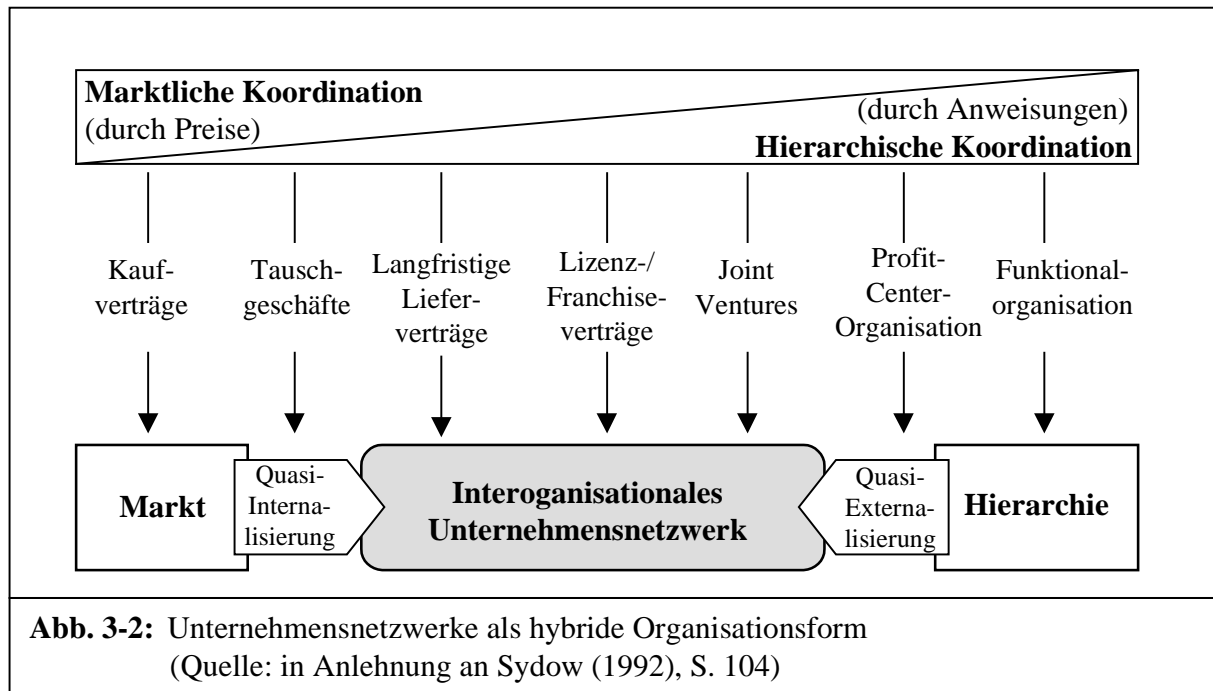 Marktliche Koordination
(durch Preise)
(durch Anweisungen)
Hierarchische Koordination
Kauf-
verträge
Tausch-
geschäfte
Langfristige
Liefer-
verträge
Lizenz-/
Franchise-
verträge
Joint
Ventures
Profit-
Center-
Organisation
Funktional-
organisation
Markt
Quasi-
Interna-
lisierung
Interoganisationales
Unternehmensnetzwerk
Quasi-
Externa-
lisierung
Hierarchie
Abb. 3-2: Unternehmensnetzwerke als hybride Organisationsform
(Quelle: in Anlehnung an Sydow (1992), S. 104)